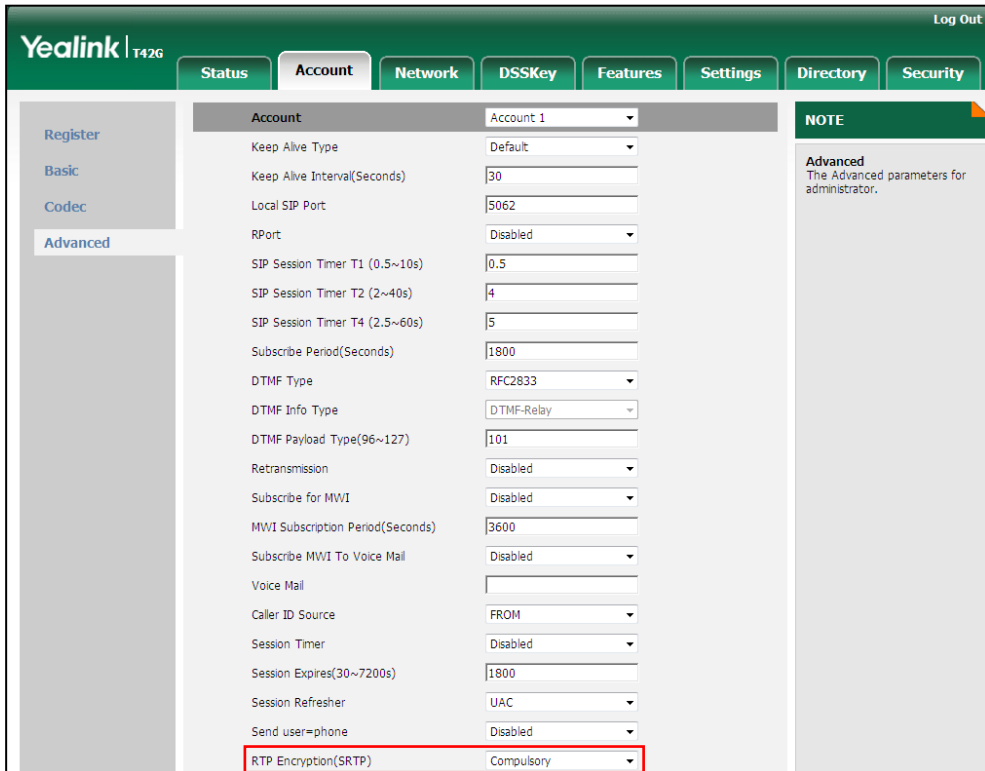 Log Out
Yealink T42G
Status Account Network DSSKey Features Settings Directory Security
Register
Basic
Codec
Advanced
Account Account 1
Keep Alive Type Default
Keep Alive Interval(Seconds) 30
Local SIP Port 5062
RPort Disabled
SIP Session Timer T1 (0.5~10s) 0.5
SIP Session Timer T2 (2~40s) 4
SIP Session Timer T4 (2.5~60s) 5
Subscribe Period(Seconds) 1800
DTMF Type RFC2833
DTMF Info Type DTMF-Relay
DTMF Payload Type(96~127) 101
Retransmission Disabled
Subscribe for MWI Disabled
MWI Subscription Period(Seconds) 3600
Subscribe MWI To Voice Mail Disabled
Voice Mail
Caller ID Source FROM
Session Timer Disabled
Session Expires(30~7200s) 1800
Session Refresher UAC
Send user=phone Disabled
RTP Encryption(SRTP) Compulsory
NOTE
Advanced
The Advanced parameters for
administrator.